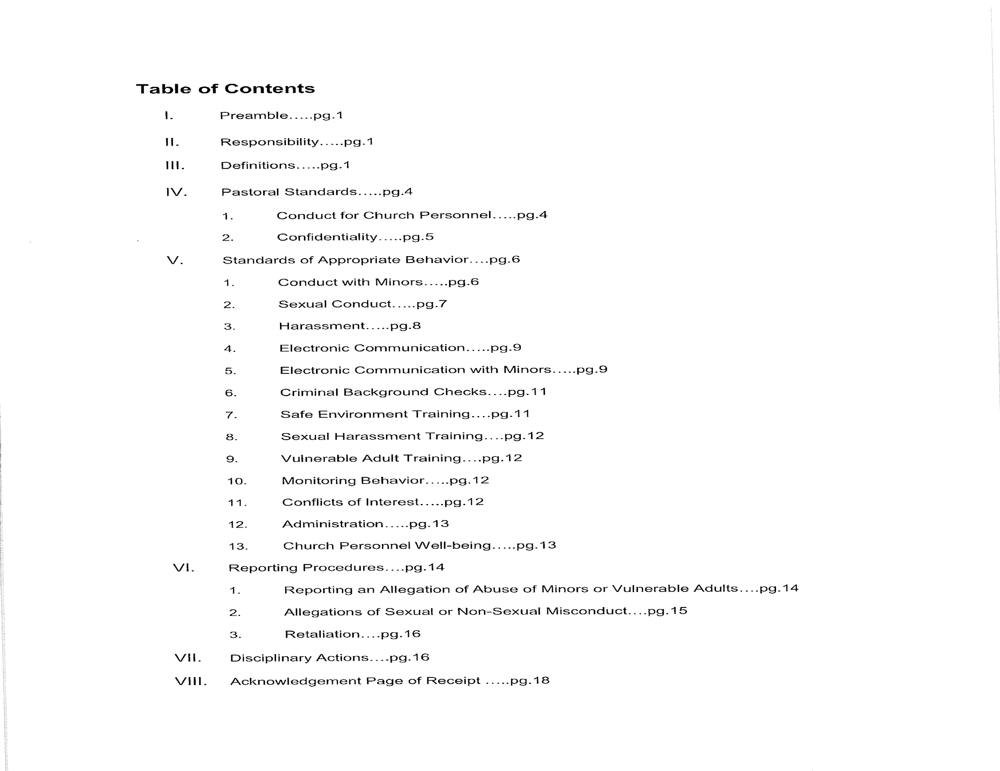 Table of Contents
I. Preamble.....pg.1
II. Responsibility.....pg.1
III. Definitions.....pg.1
IV. Pastoral Standards.....pg.4
1. Conduct for Church Personnel.....pg.4
2. Confidentiality.....pg.5
V. Standards of Appropriate Behavior....pg.6
1. Conduct with Minors.....pg.6
2. Sexual Conduct.....pg.7
3. Harassment.....pg.8
4. Electronic Communication.....pg.9
5. Electronic Communication with Minors.....pg.9
6. Criminal Background Checks....pg.11
7. Safe Environment Training....pg.11
8. Sexual Harassment Training....pg.12
9. Vulnerable Adult Training....pg.12
10. Monitoring Behavior.....pg.12
11. Conflicts of Interest.....pg.12
12. Administration.....pg.13
13. Church Personnel Well-being.....pg.13
VI. Reporting Procedures....pg.14
1. Reporting an Allegation of Abuse of Minors or Vulnerable Adults....pg.14
2. Allegations of Sexual or Non-Sexual Misconduct....pg.15
3. Retaliation....pg.16
VII. Disciplinary Actions....pg.16
VIII. Acknowledgement Page of Receipt .....pg.18